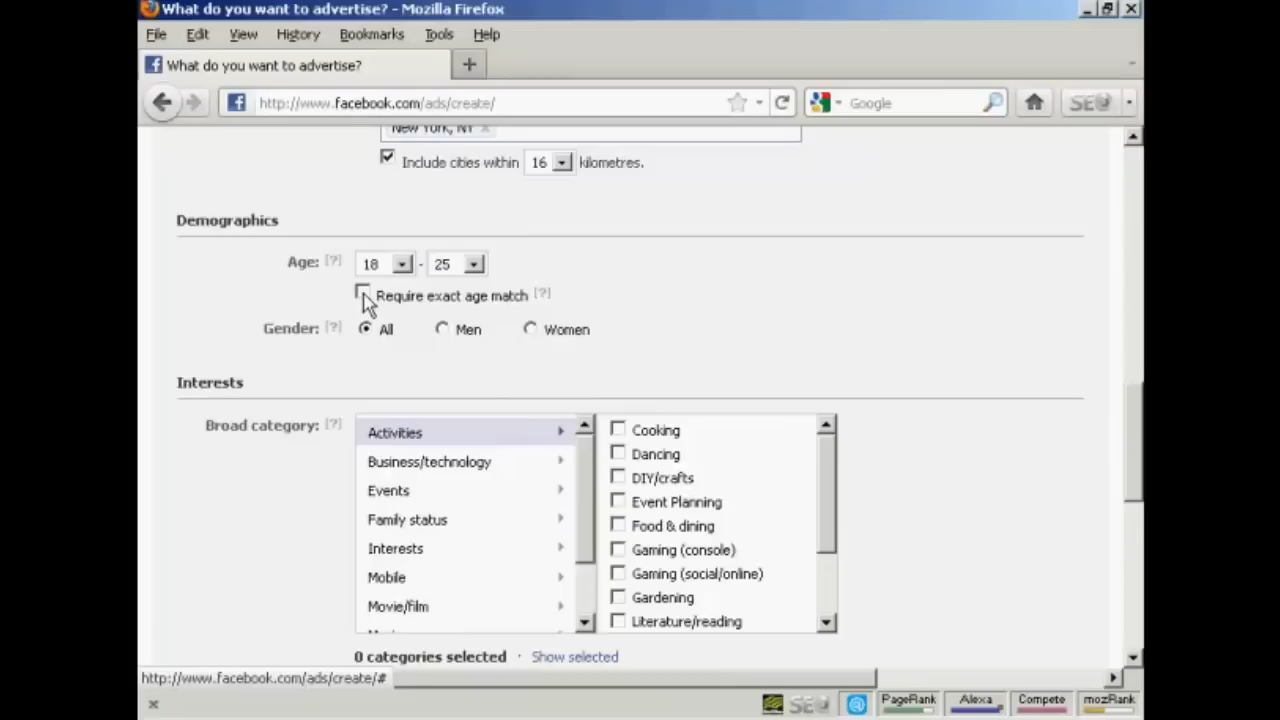 What do you want to advertise? - Mozilla Firefox
File Edit View History Bookmarks Tools Help
What do you want to advertise?
http://www.facebook.com/ads/create/ Google SEO
New York, NY x
Include cities within 16 kilometres.
Demographics
Age: [?] 18 - 25
Require exact age match [?]
Gender: [?] All Men Women
Interests
Broad category: [?]
Activities
Business/technology
Events
Family status
Interests
Mobile
Movie/film
Cooking
Dancing
DIY/crafts
Event Planning
Food & dining
Gaming (console)
Gaming (social/online)
Gardening
Literature/reading
0 categories selected · Show selected
http://www.facebook.com/ads/create/#
x SEO @ PageRank Alexa Compete mozRank